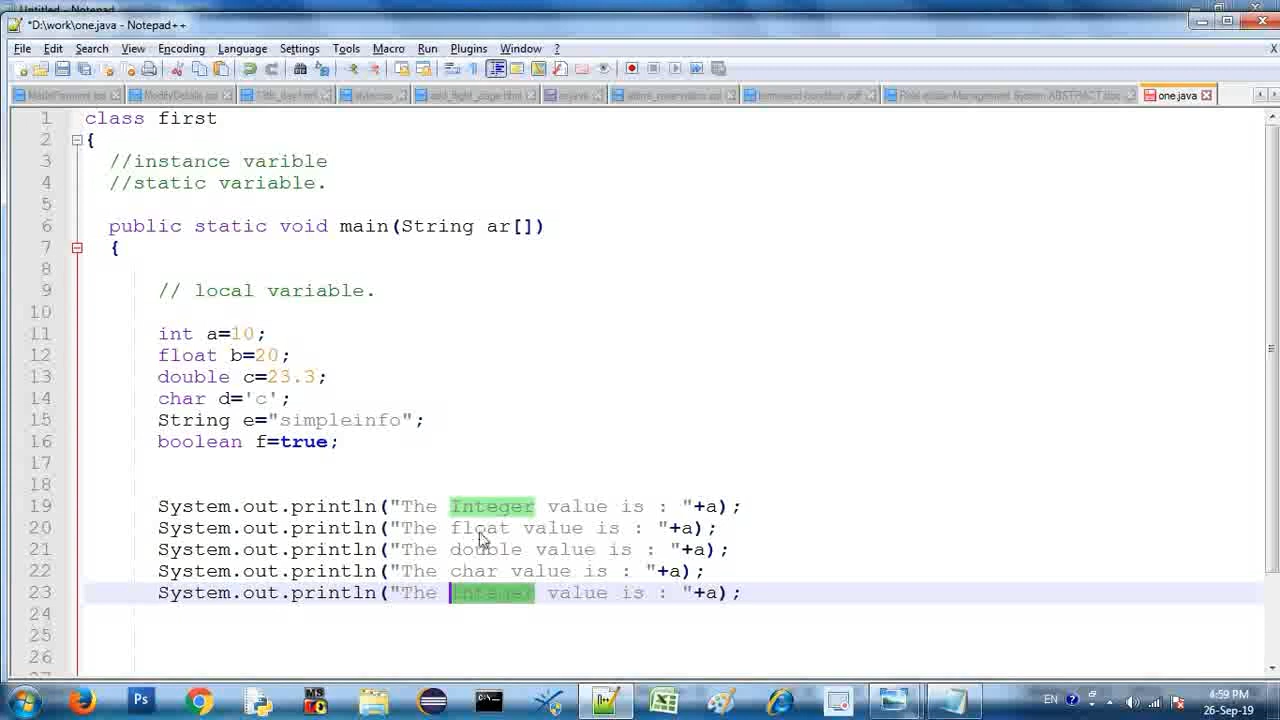 Untitled - Notepad
*D:\work\one.java - Notepad++
File Edit Search View Encoding Language Settings Tools Macro Run Plugins Window ?
one.java
1 class first
2 {
3 //instance varible
4 //static variable.
5
6 public static void main(String ar[])
7 {
8
9 // local variable.
10
11 int a=10;
12 float b=20;
13 double c=23.3;
14 char d='c';
15 String e="simpleinfo";
16 boolean f=true;
17
18
19 System.out.println("The Integer value is : "+a);
20 System.out.println("The float value is : "+a);
21 System.out.println("The double value is : "+a);
22 System.out.println("The char value is : "+a);
23 System.out.println("The Integer value is : "+a);
24
25
26
27
Ps
MS
EN
4:59 PM
26-Sep-19